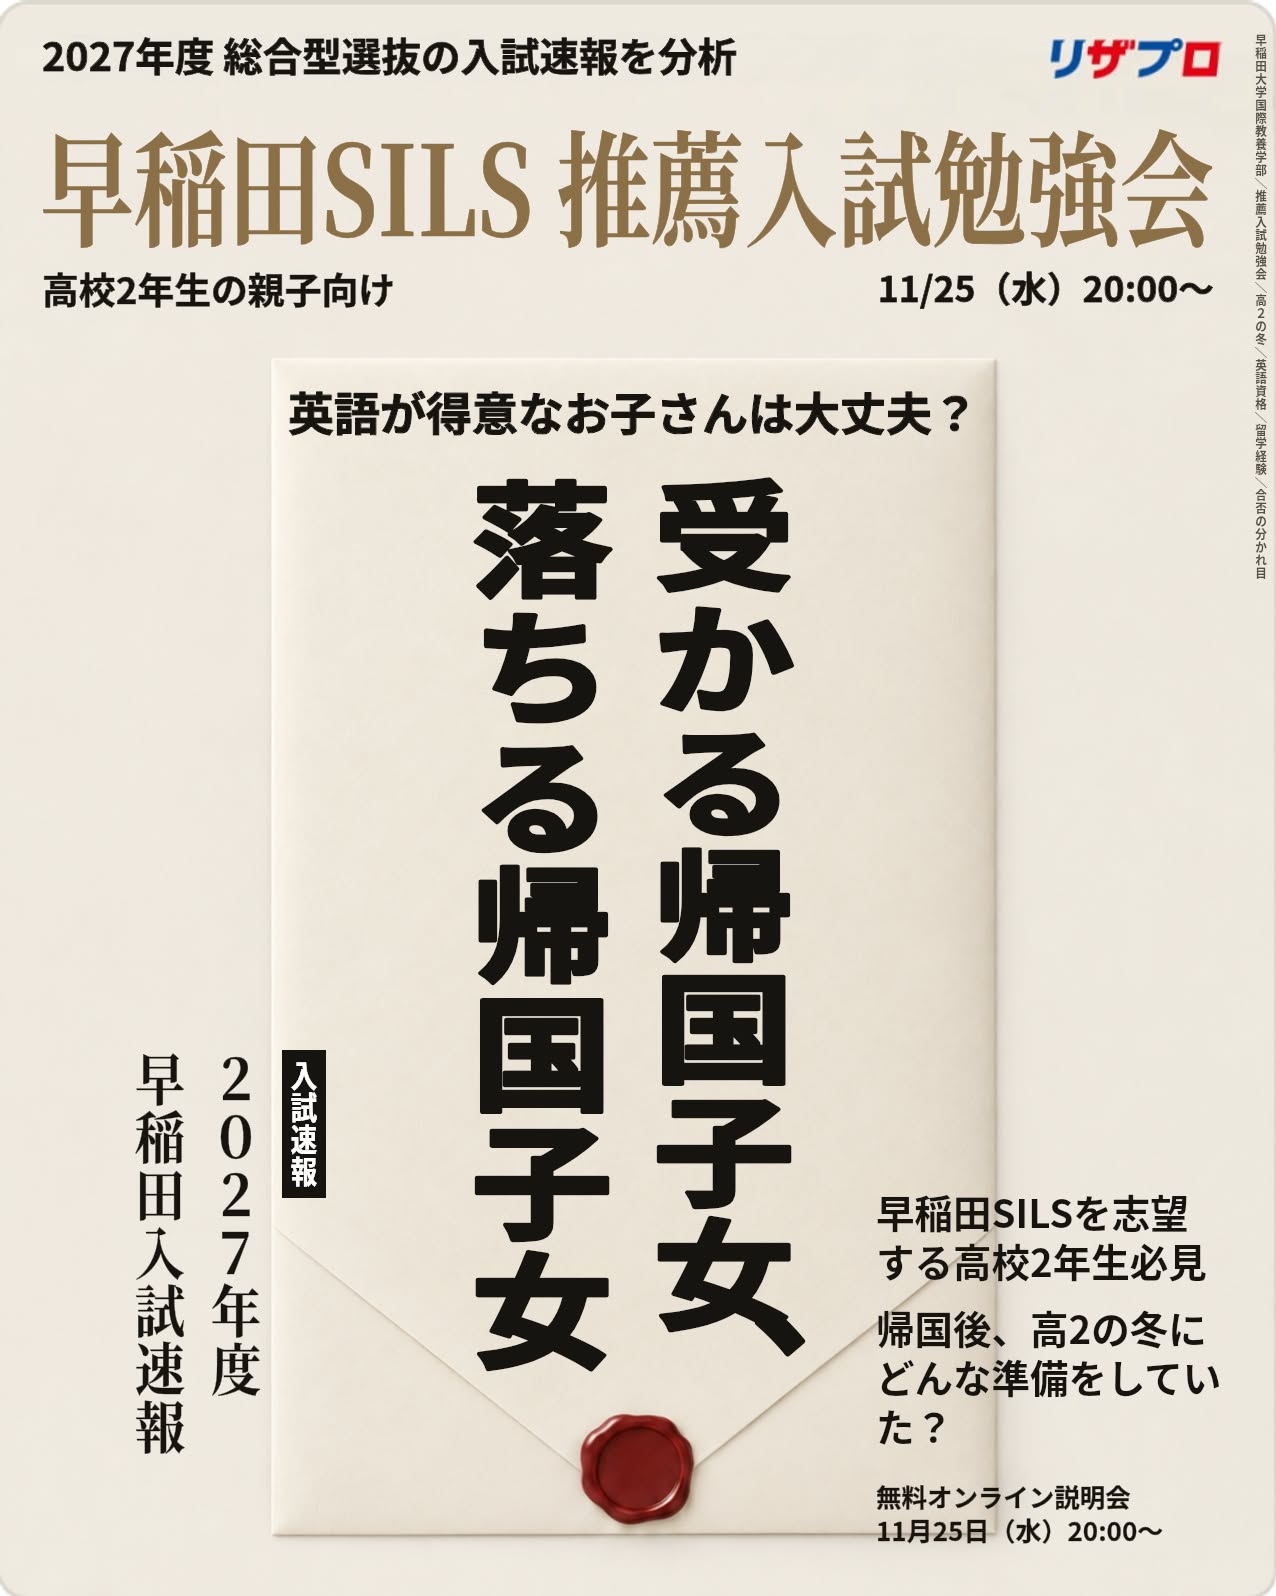 2027年度 総合型選抜の入試速報を分析
リザプロ
早稲田SILS 推薦入試勉強会
高校2年生の親子向け
11/25（水）20:00〜
早稲田大学国際教養学部／推薦入試勉強会／高2の冬／英語資格／留学経験／合否の分かれ目
英語が得意なお子さんは大丈夫？
受かる帰国子女
落ちる帰国子女
入試速報
2027年度
早稲田入試速報
早稲田SILSを志望
する高校2年生必見
帰国後、高2の冬に
どんな準備をしてい
た？
無料オンライン説明会
11月25日（水）20:00〜